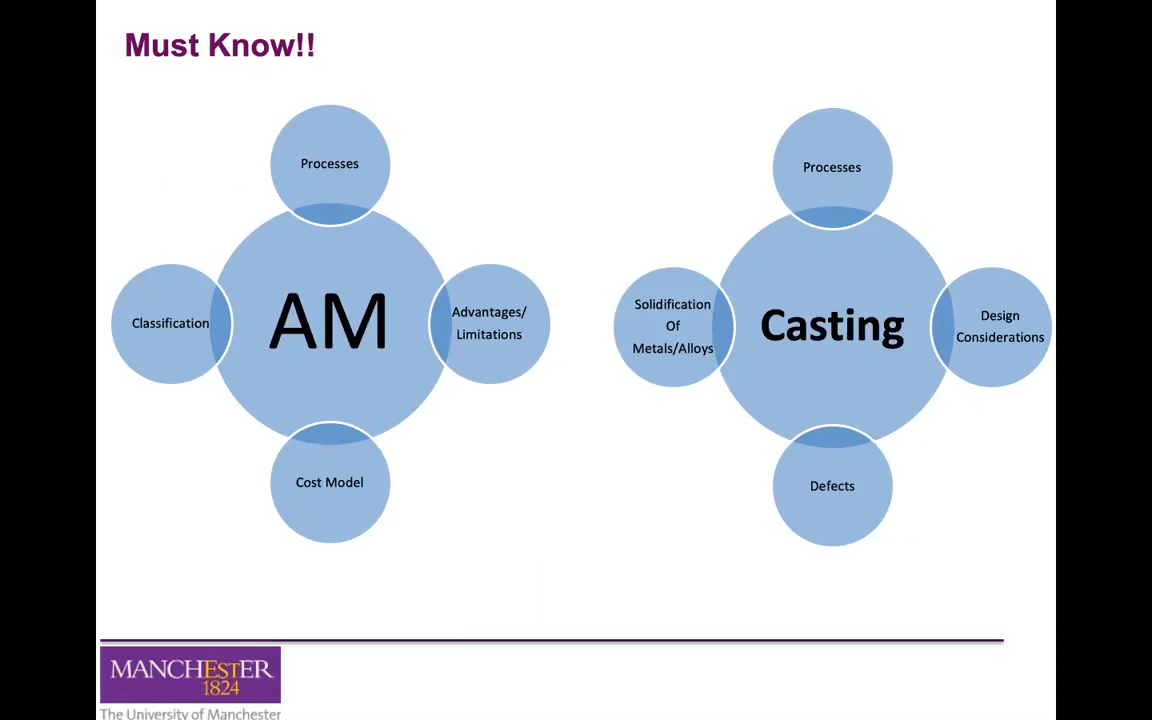 Must Know!!
Processes
Classification
AM
Advantages/
Limitations
Cost Model
Processes
Solidification
Of
Metals/Alloys
Casting
Design
Considerations
Defects
MANCHESTER
1824
The University of Manchester